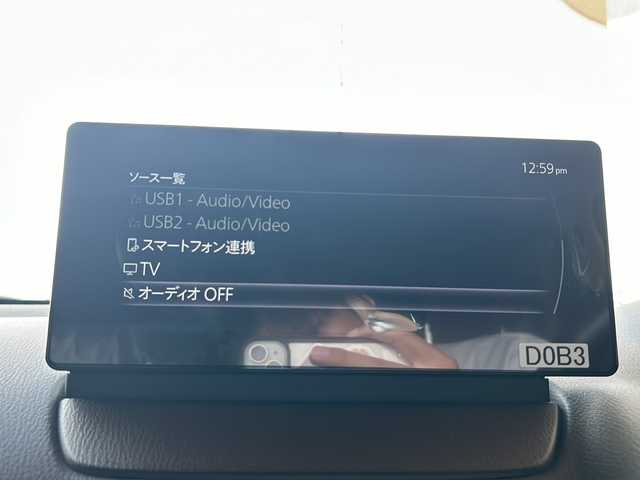 12:59pm
ソース一覧
USB1 - Audio/Video
USB2 - Audio/Video
スマートフォン連携
TV
オーディオ OFF
D0B3